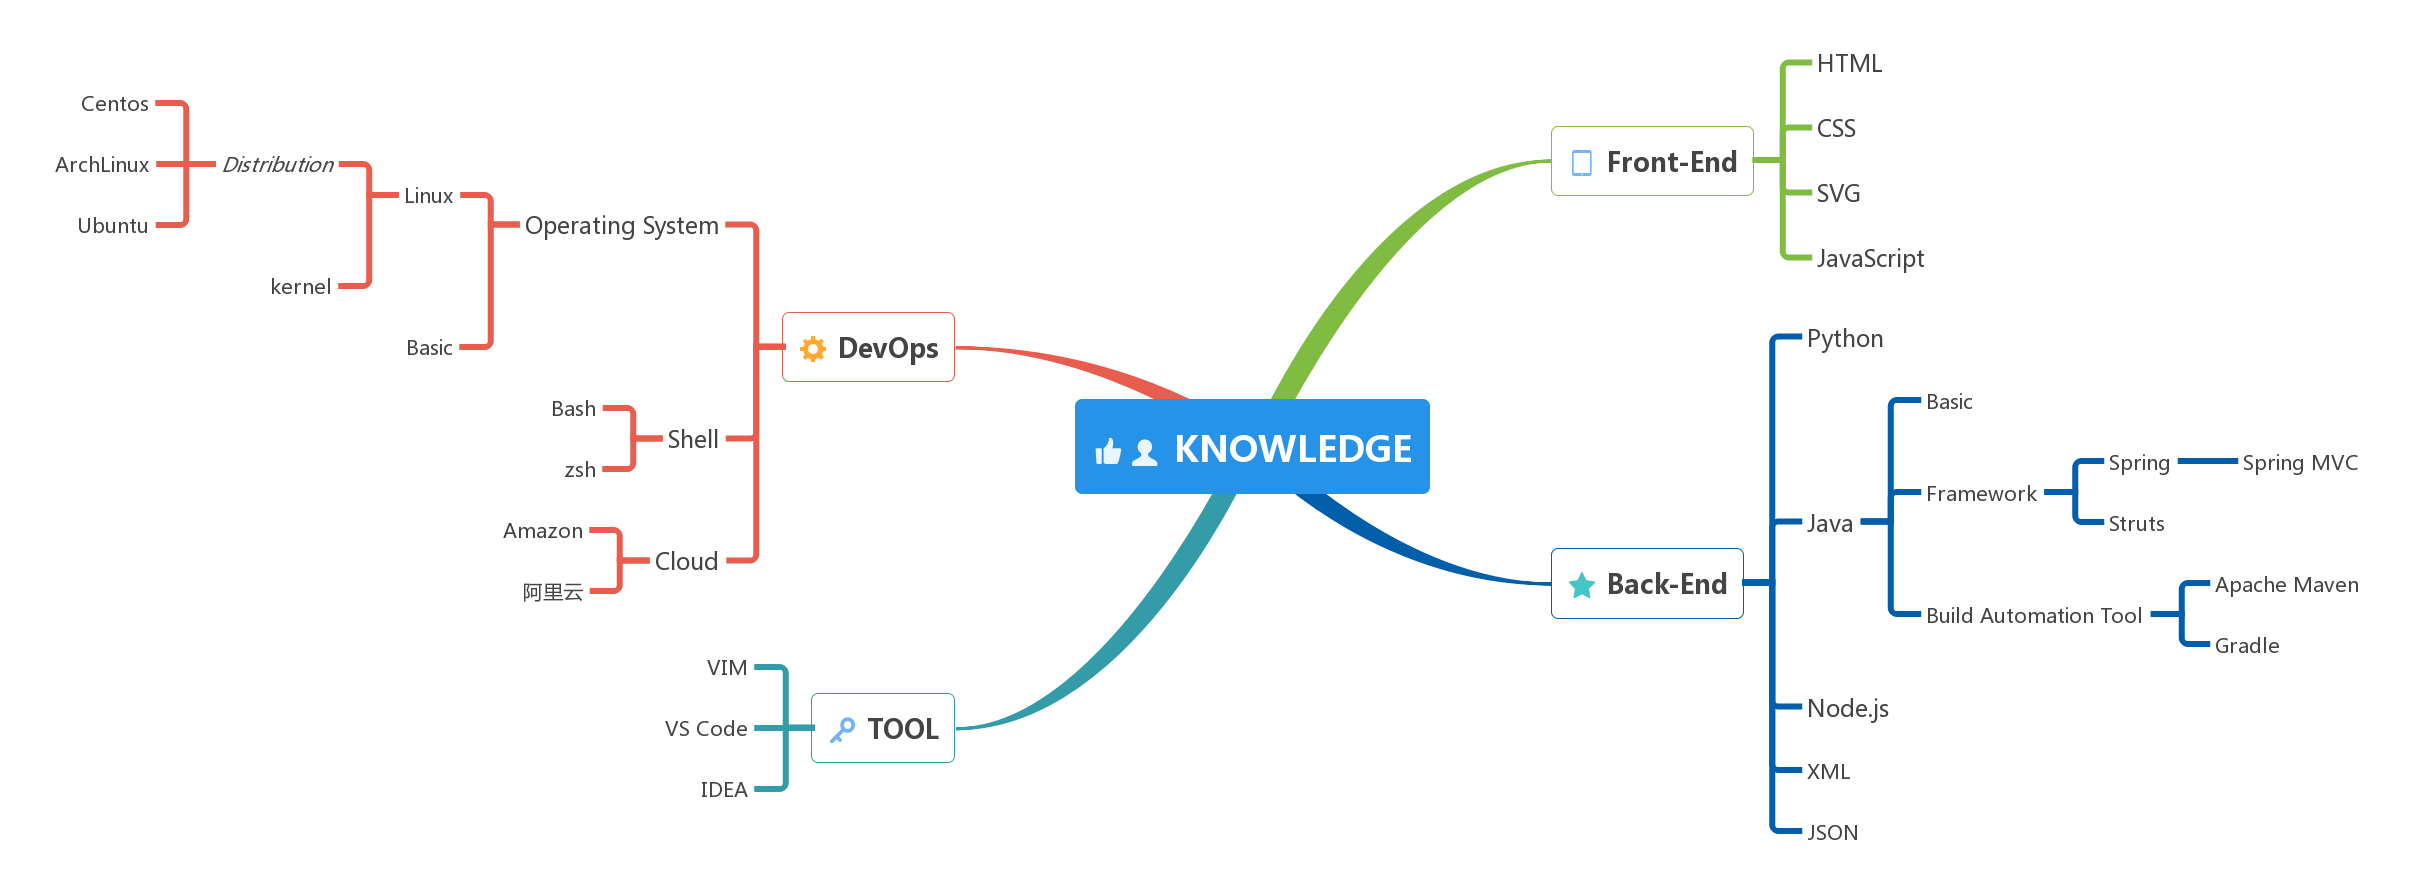 KNOWLEDGE
Front-End
HTML
CSS
SVG
JavaScript
Back-End
Python
Java
Basic
Framework
Spring
Spring MVC
Struts
Build Automation Tool
Apache Maven
Gradle
Node.js
XML
JSON
DevOps
Operating System
Linux
Distribution
Centos
ArchLinux
Ubuntu
kernel
Basic
Shell
Bash
zsh
Cloud
Amazon
阿里云
TOOL
VIM
VS Code
IDEA